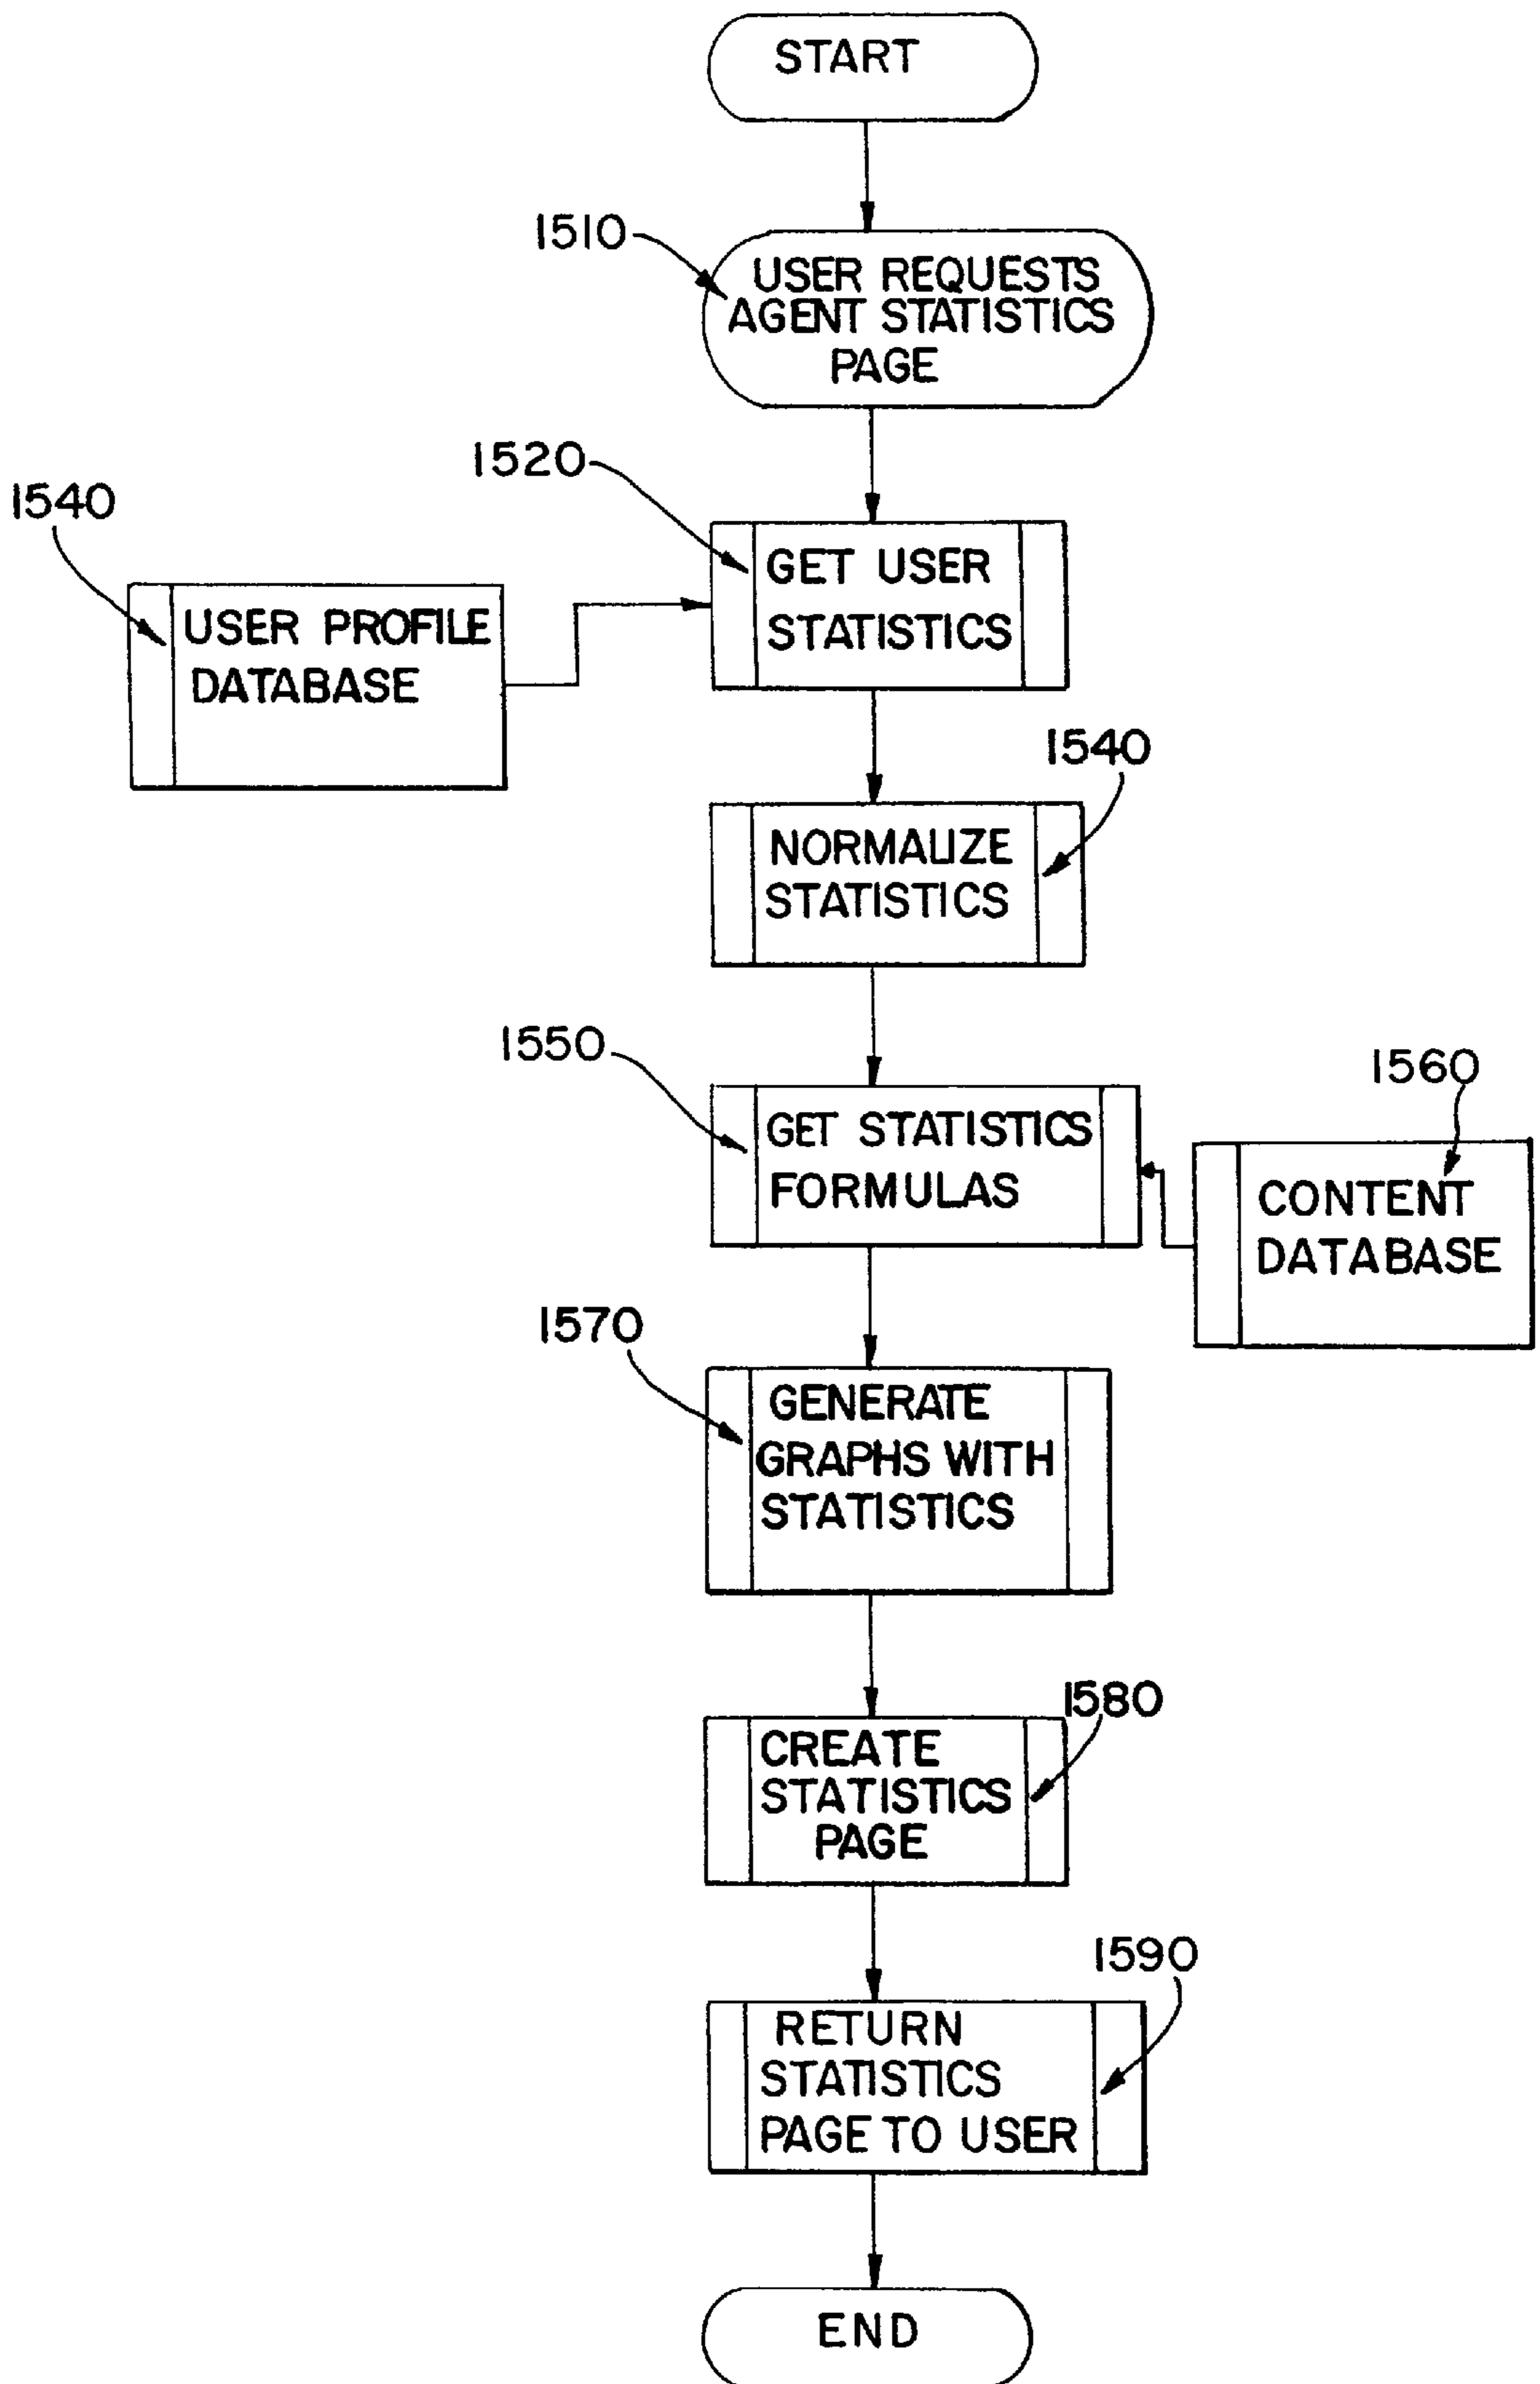 START
1510
USER REQUESTS
AGENT STATISTICS
PAGE
1520
GET USER
STATISTICS
1540
USER PROFILE
DATABASE
1540
NORMALIZE
STATISTICS
1550
GET STATISTICS
FORMULAS
1560
CONTENT
DATABASE
1570
GENERATE
GRAPHS WITH
STATISTICS
1580
CREATE
STATISTICS
PAGE
1590
RETURN
STATISTICS
PAGE TO USER
END